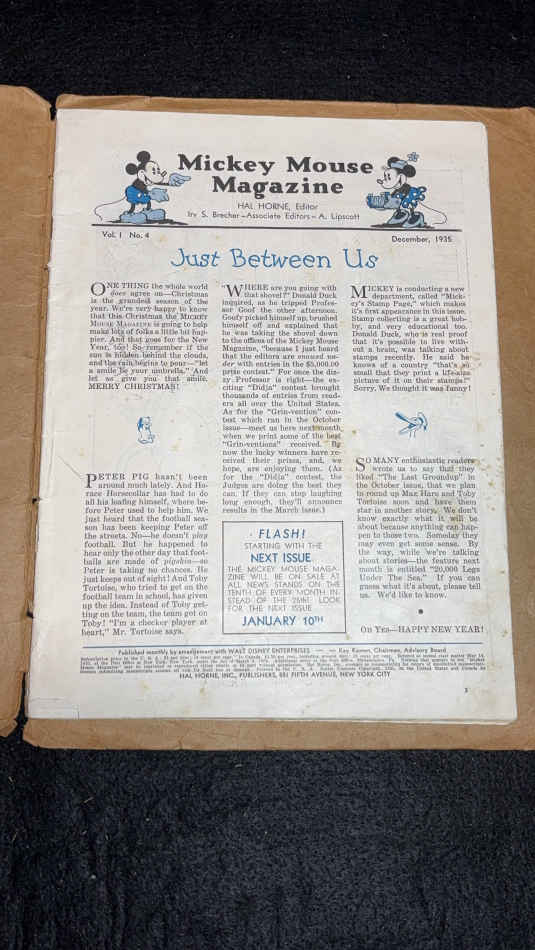 Mickey Mouse
Magazine
HAL HORNE, Editor
Irv S. Brecher—Associate Editors—A. Lipscott
Vol. I No. 4
December, 1935
Just Between Us
ONE THING the whole world
does agree on—Christmas
is the grandest season of the
year. We're very happy to know
that this Christmas the MICKEY
MOUSE MAGAZINE is going to help
make lots of folks a little bit hap-
pier. And that goes for the New
Year, too! So remember if the
sun is hidden behind the clouds,
and the rain begins to pour—"let
a smile be your umbrella." And
let us give you that smile.
MERRY CHRISTMAS!
PETER PIG hasn't been
around much lately. And Ho-
race Horsecollar has had to do
all his loafing himself, where be-
fore Peter used to help him. We
just heard that the football sea-
son has been keeping Peter off
the streets. No—he doesn't play
football. But he happened to
hear only the other day that foot-
balls are made of pigskin—so
Peter is taking no chances. He
just keeps out of sight! And Toby
Tortoise, who tried to get on the
football team in school, has given
up the idea. Instead of Toby get-
ting on the team, the team got on
Toby! "I'm a checker player at
heart," Mr. Tortoise says.
"WHERE are you going with
that shovel?" Donald Duck
inquired, as he tripped Profes-
sor Goof the other afternoon.
Goofy picked himself up, brushed
himself off and explained that
he was taking the shovel down
to the offices of the Mickey Mouse
Magazine, "because I just heard
that the editors are snowed un-
der with entries in the $5,000.00
prize contest." For once the diz-
zy Professor is right—the ex-
citing "Didja" contest brought
thousands of entries from read-
ers all over the United States.
As for the "Grin-vention" con-
test which ran in the October
issue—meet us here next month
when we print some of the best
"Grin-ventions" received. By
now the lucky winners have re-
ceived their prizes, and, we
hope, are enjoying them. (As
for the "Didja" contest, the
Judges are doing the best they
can. If they can stop laughing
long enough, they'll announce
results in the March issue.)
FLASH!
STARTING WITH THE
NEXT ISSUE
THE MICKEY MOUSE MAGA-
ZINE WILL BE ON SALE AT
ALL NEWS STANDS ON THE
TENTH OF EVERY MONTH IN-
STEAD OF THE 25TH! LOOK
FOR THE NEXT ISSUE
JANUARY 10TH
MICKEY is conducting a new
department, called "Mick-
ey's Stamp Page," which makes
it's first appearance in this issue.
Stamp collecting is a great hob-
by, and very educational too.
Donald Duck, who is real proof
that it's possible to live with-
out a brain, was talking about
stamps recently. He said he
knows of a country "that's so
small that they print a life-size
picture of it on their stamps!"
Sorry, We thought it was funny!
SO MANY enthusiastic readers
wrote us to say that they
liked "The Last Groundup" in
the October issue, that we plan
to round up Max Hare and Toby
Tortoise soon and have them
star in another story. We don't
know exactly what it will be
about because anything can hap-
pen to those two. Someday they
may even get some sense. By
the way, while we're talking
about stories—the feature next
month is entitled "20,000 Legs
Under The Sea." If you can
guess what it's about, please tell
us. We'd like to know.
OH YES—HAPPY NEW YEAR!
Published monthly by arrangement with WALT DISNEY ENTERPRISES — — Kay Kamen, Chairman, Advisory Board
HAL HORNE, INC., PUBLISHERS, 551 FIFTH AVENUE, NEW YORK CITY
3